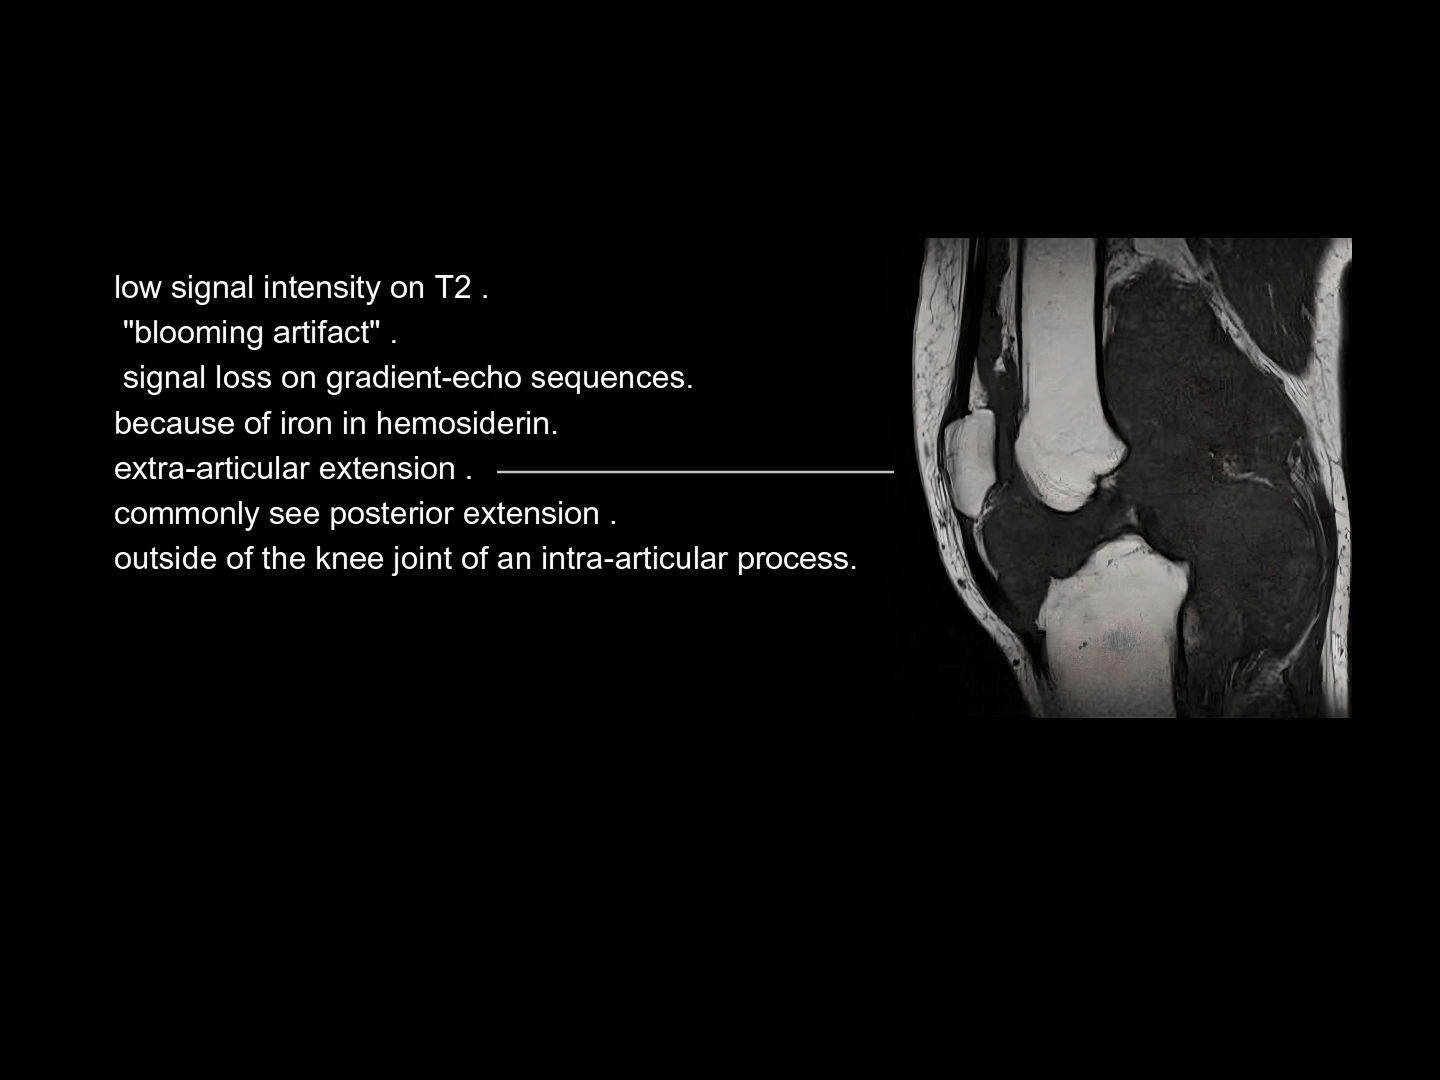 low signal intensity on T2 .
"blooming artifact" .
signal loss on gradient-echo sequences.
because of iron in hemosiderin.
extra-articular extension .
commonly see posterior extension .
outside of the knee joint of an intra-articular process.